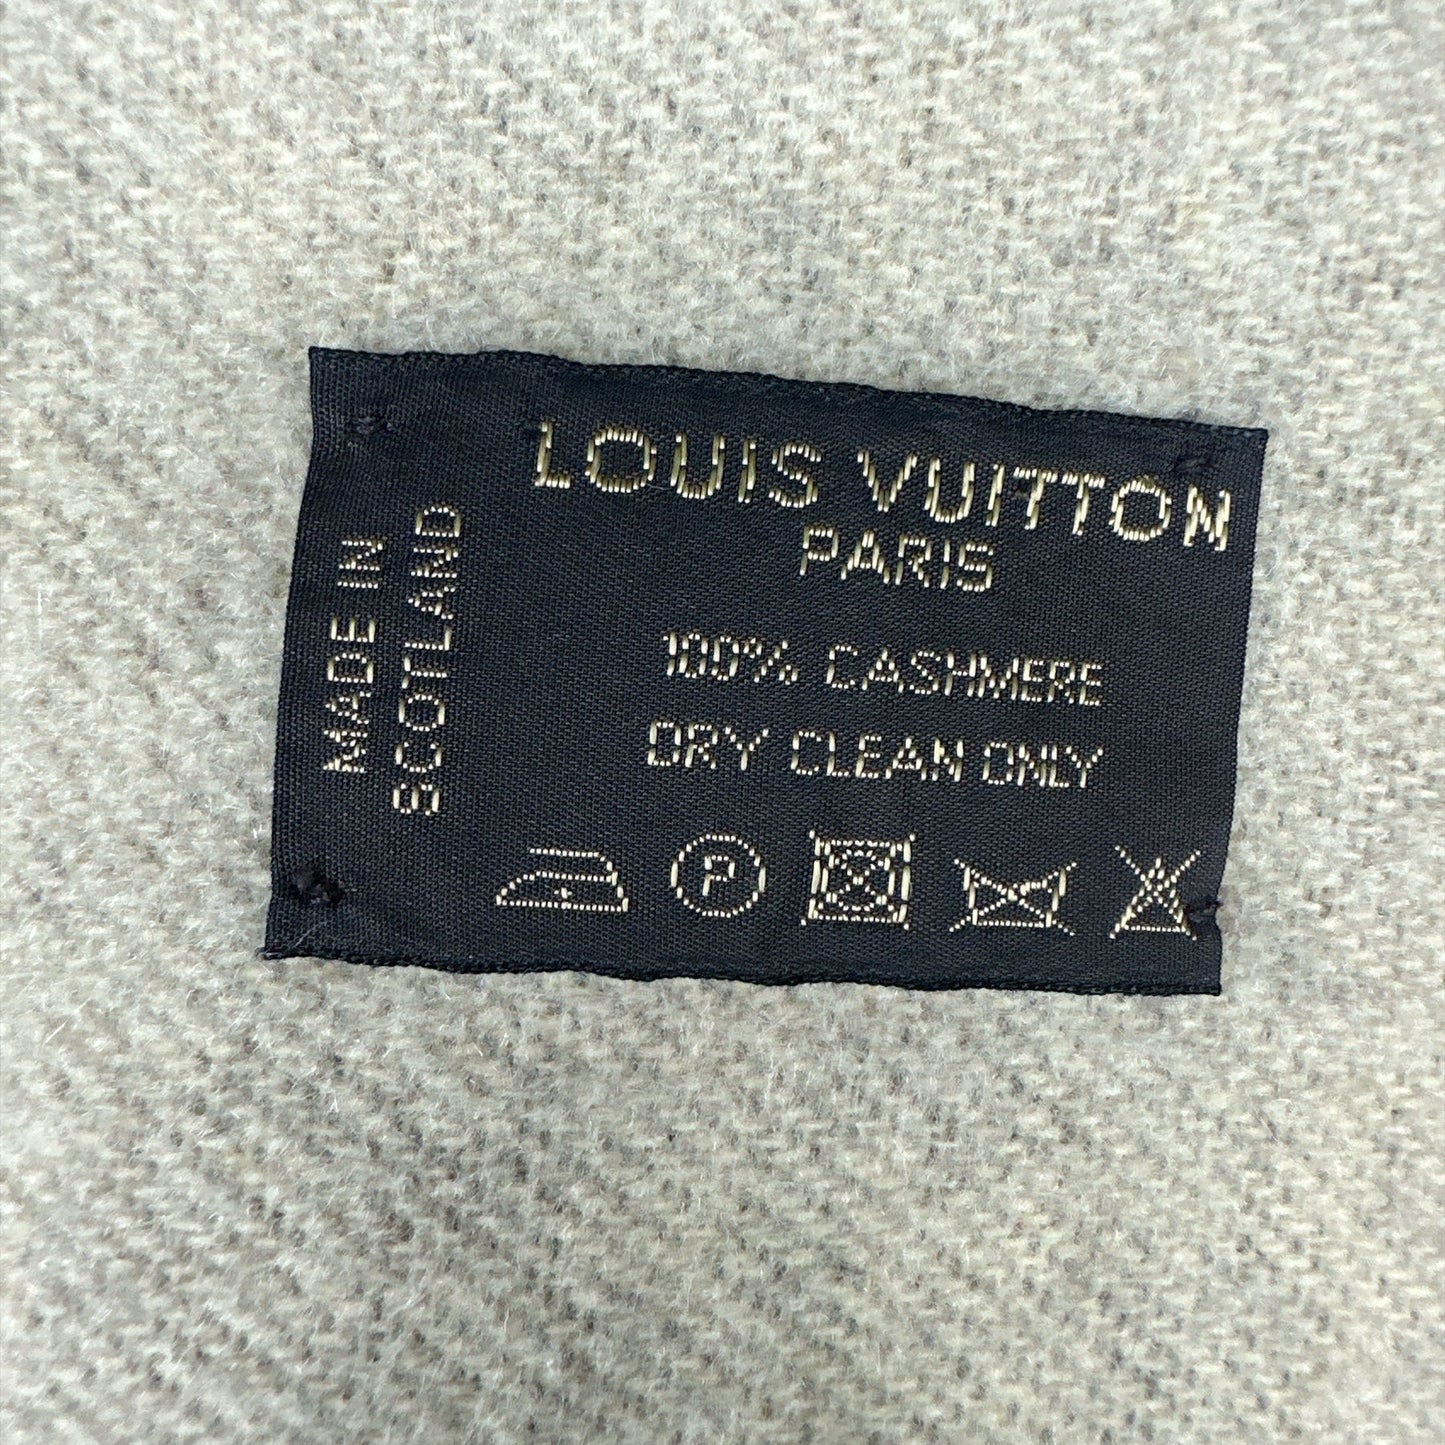 LOUIS VUITTON
PARIS
100% CASHMERE
DRY CLEAN ONLY
P
MADE IN
SCOTLAND